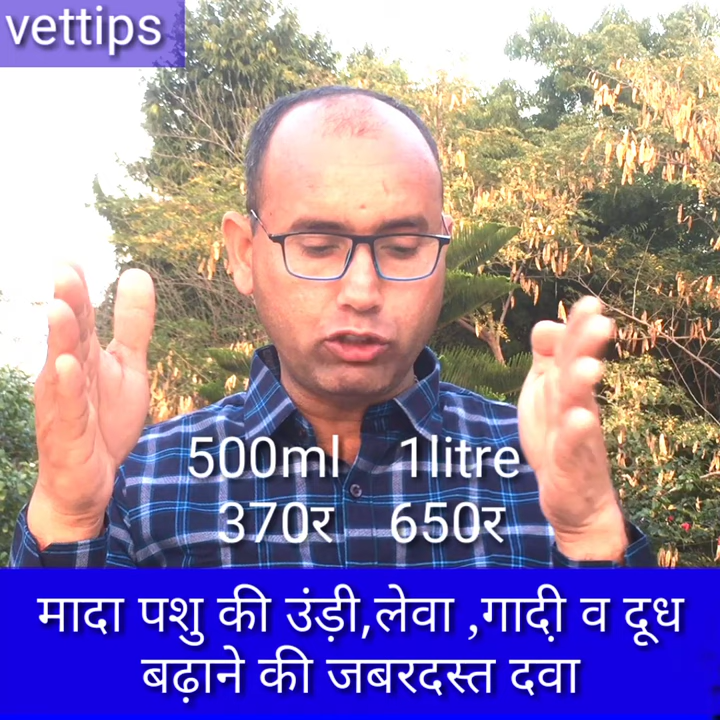 vettips
500ml 1litre
370र 650र
मादा पशु की उंड़ी,लेवा ,गादी़ व दूध
बढ़ाने की जबरदस्त दवा